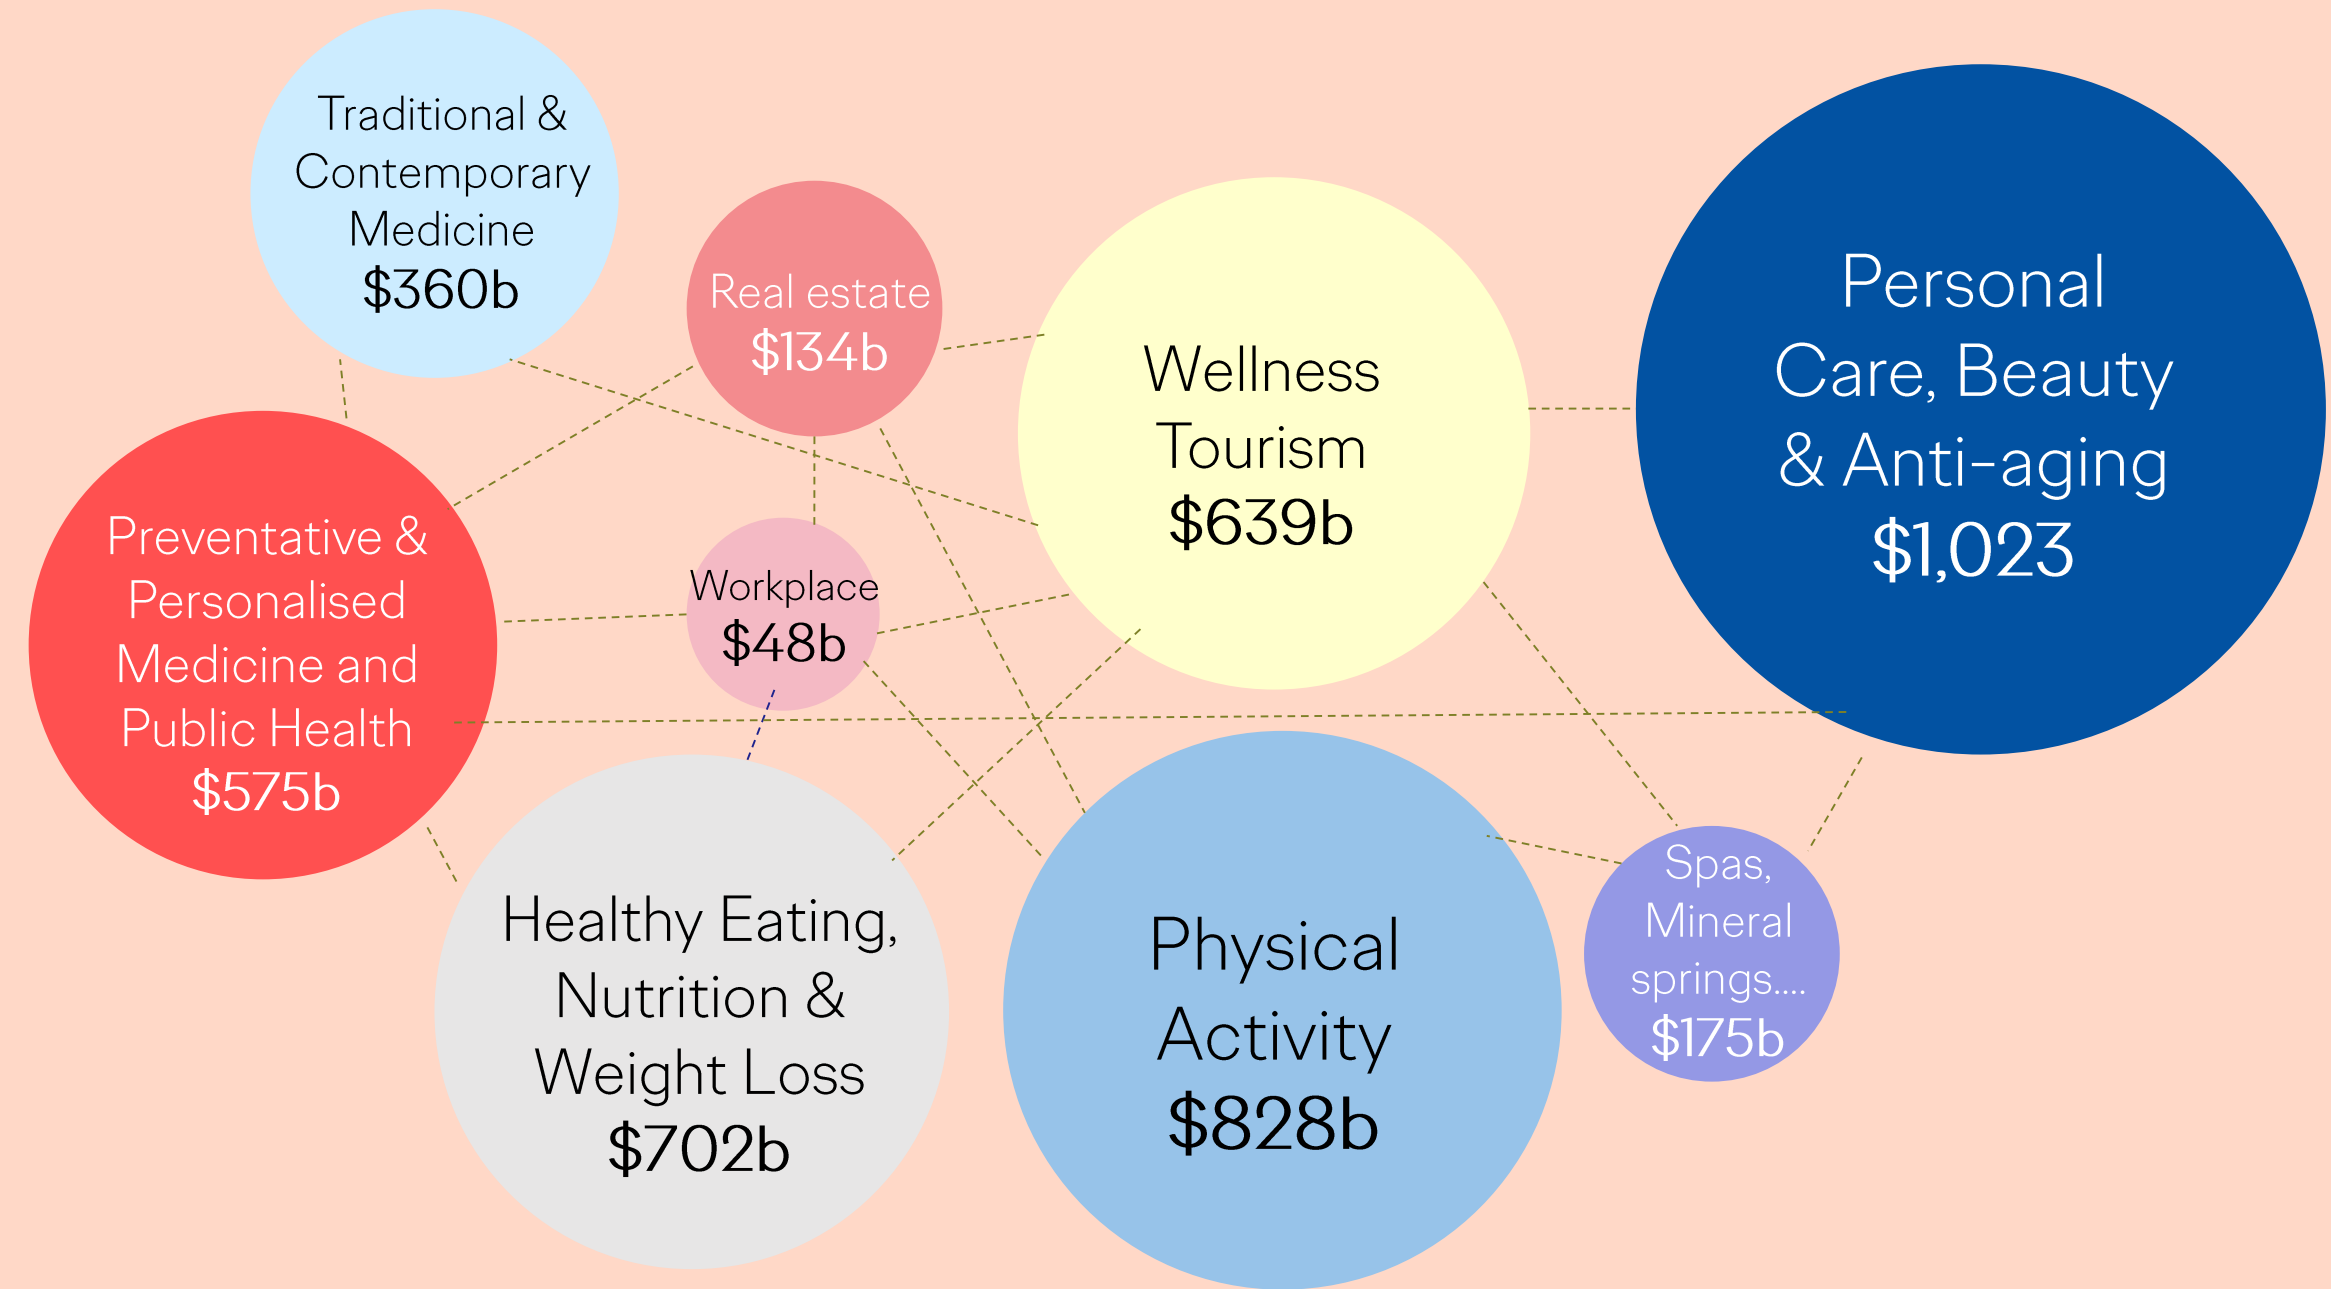 Traditional &
Contemporary
Medicine
$360b
Real estate
$134b
Wellness
Tourism
$639b
Personal
Care, Beauty
& Anti-aging
$1,023
Preventative &
Personalised
Medicine and
Public Health
$575b
Workplace
$48b
Healthy Eating,
Nutrition &
Weight Loss
$702b
Physical
Activity
$828b
Spas,
Mineral
springs....
$175b